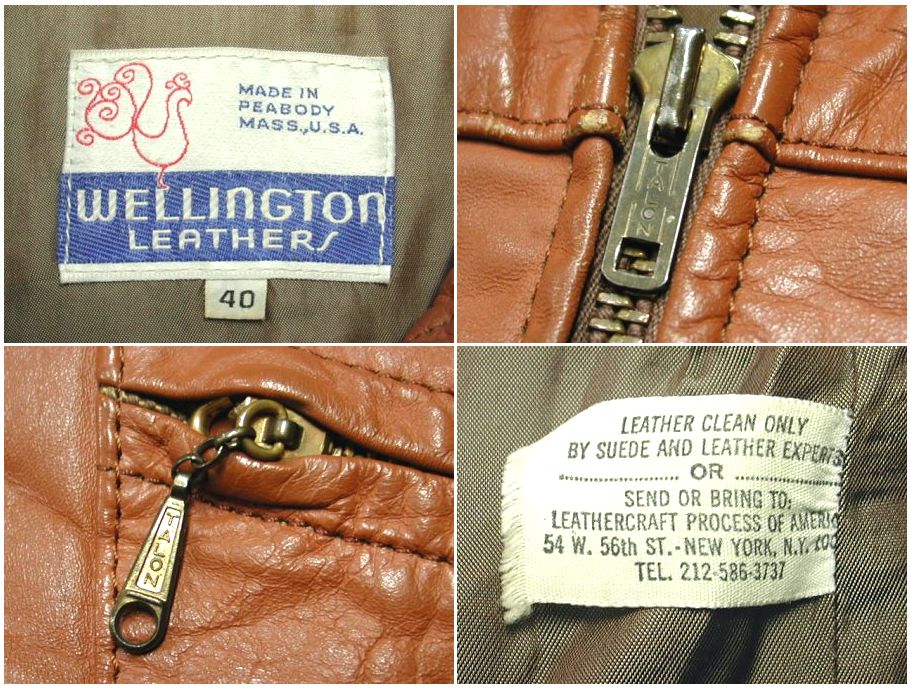 MADE IN
PEABODY
MASS., U.S.A.
WELLINGTON
LEATHERS
40
TALON
TALON
LEATHER CLEAN ONLY
BY SUEDE AND LEATHER EXPERTS
OR
SEND OR BRING TO:
LEATHERCRAFT PROCESS OF AMERIC
54 W. 56th ST.-NEW YORK, N.Y.
TEL. 212-586-3737